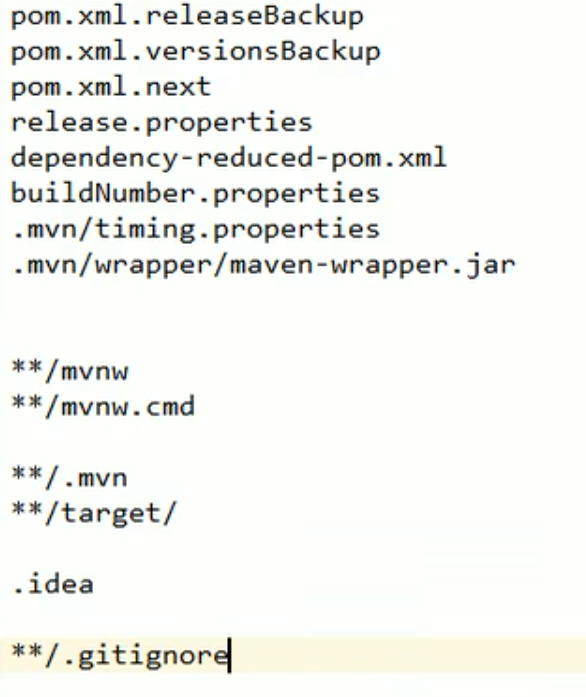 pom.xml.releaseBackup
pom.xml.versionsBackup
pom.xml.next
release.properties
dependency-reduced-pom.xml
buildNumber.properties
.mvn/timing.properties
.mvn/wrapper/maven-wrapper.jar
**/mvnw
**/mvnw.cmd
**/.mvn
**/target/
.idea
**/.gitignore